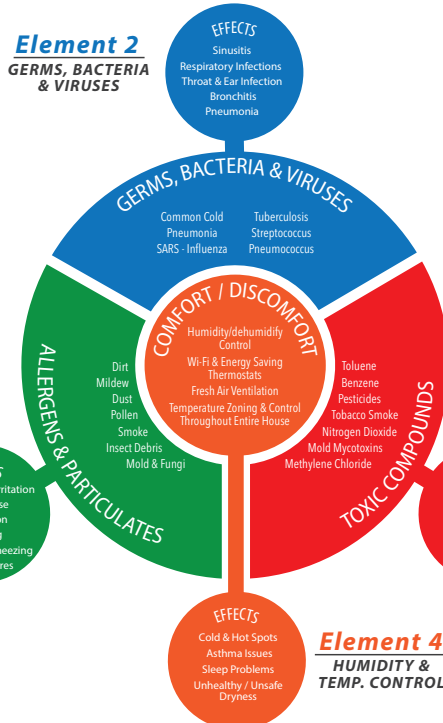 Element 2
GERMS, BACTERIA
& VIRUSES
EFFECTS
Sinusitis
Respiratory Infections
Throat & Ear Infection
Bronchitis
Pneumonia
GERMS, BACTERIA & VIRUSES
Common Cold
Pneumonia
SARS - Influenza
Tuberculosis
Streptococcus
Pneumococcus
COMFORT / DISCOMFORT
Humidity/dehumidify
Control
Wi-Fi & Energy Saving
Thermostats
Fresh Air Ventilation
Temperature Zoning & Control
Throughout Entire House
ALLERGENS & PARTICULATES
Dirt
Mildew
Dust
Pollen
Smoke
Insect Debris
Mold & Fungi
TOXIC COMPOUNDS
Toluene
Benzene
Pesticides
Tobacco Smoke
Nitrogen Dioxide
Mold Mycotoxins
Methylene Chloride
EFFECTS
Cold & Hot Spots
Asthma Issues
Sleep Problems
Unhealthy / Unsafe
Dryness
Element 4
HUMIDITY &
TEMP. CONTROL